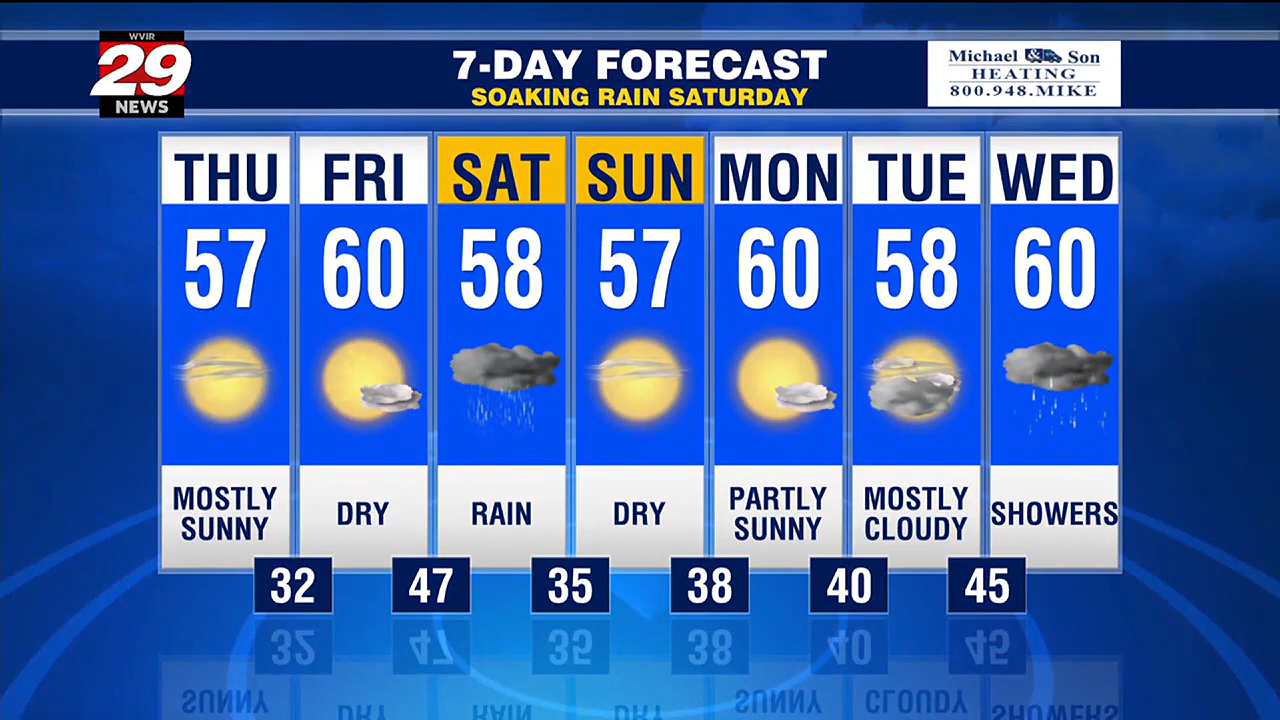 WVIR
29
NEWS
7-DAY FORECAST
SOAKING RAIN SATURDAY
Michael Son
HEATING
800.948.MIKE
THU FRI SAT SUN MON TUE WED
57 60 58 57 60 58 60
MOSTLY SUNNY
DRY
RAIN
DRY
PARTLY SUNNY
MOSTLY CLOUDY
SHOWERS
32 47 35 38 40 45